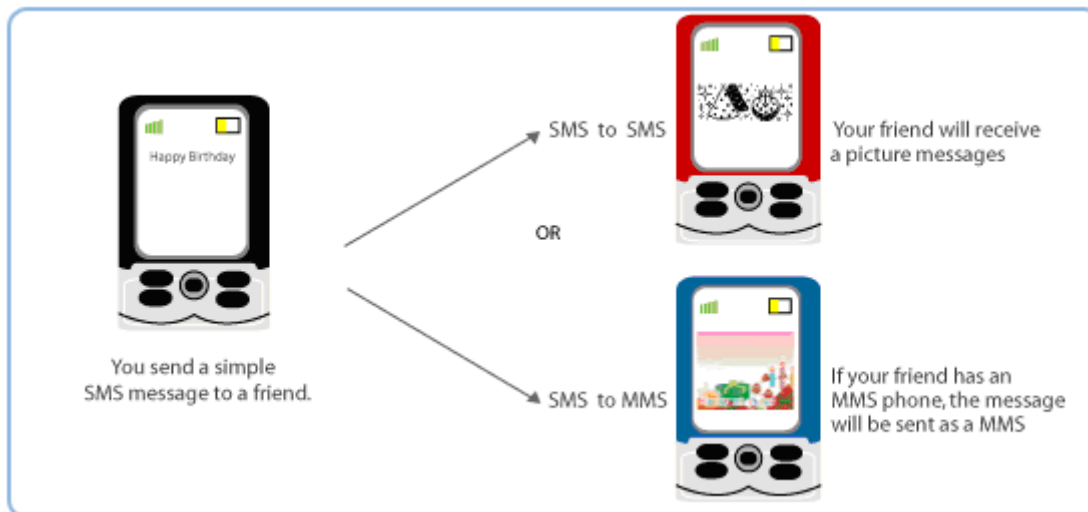 Happy Birthday
You send a simple
SMS message to a friend.
SMS to SMS
Your friend will receive
a picture messages
OR
SMS to MMS
If your friend has an
MMS phone, the message
will be sent as a MMS